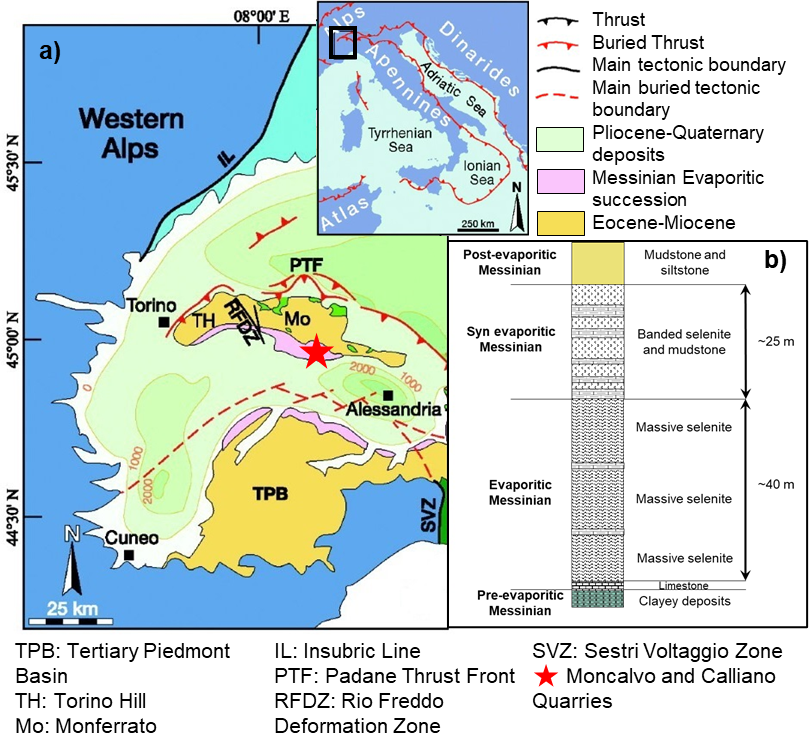 08°00' E
a)
Western
Alps
IL
45°30' N
45°00' N
44°30' N
Torino
TH
RFDZ
Mo
PTF
0
1000
2000
2000
1000
Alessandria
TPB
SVZ
Cuneo
N
25 km
Alps
Dinarides
Apennines
Adriatic Sea
Tyrrhenian
Sea
Ionian
Sea
Atlas
N
250 km
Thrust
Buried Thrust
Main tectonic boundary
Main buried tectonic
boundary
Pliocene-Quaternary
deposits
Messinian Evaporitic
succession
Eocene-Miocene
b)
Post-evaporitic
Messinian
Mudstone and
siltstone
Syn evaporitic
Messinian
Banded selenite
and mudstone
~25 m
Massive selenite
Evaporitic
Messinian
Massive selenite
~40 m
Massive selenite
Limestone
Pre-evaporitic
Messinian
Clayey deposits
TPB: Tertiary Piedmont
Basin
TH: Torino Hill
Mo: Monferrato
IL: Insubric Line
PTF: Padane Thrust Front
RFDZ: Rio Freddo
Deformation Zone
SVZ: Sestri Voltaggio Zone
Moncalvo and Calliano
Quarries